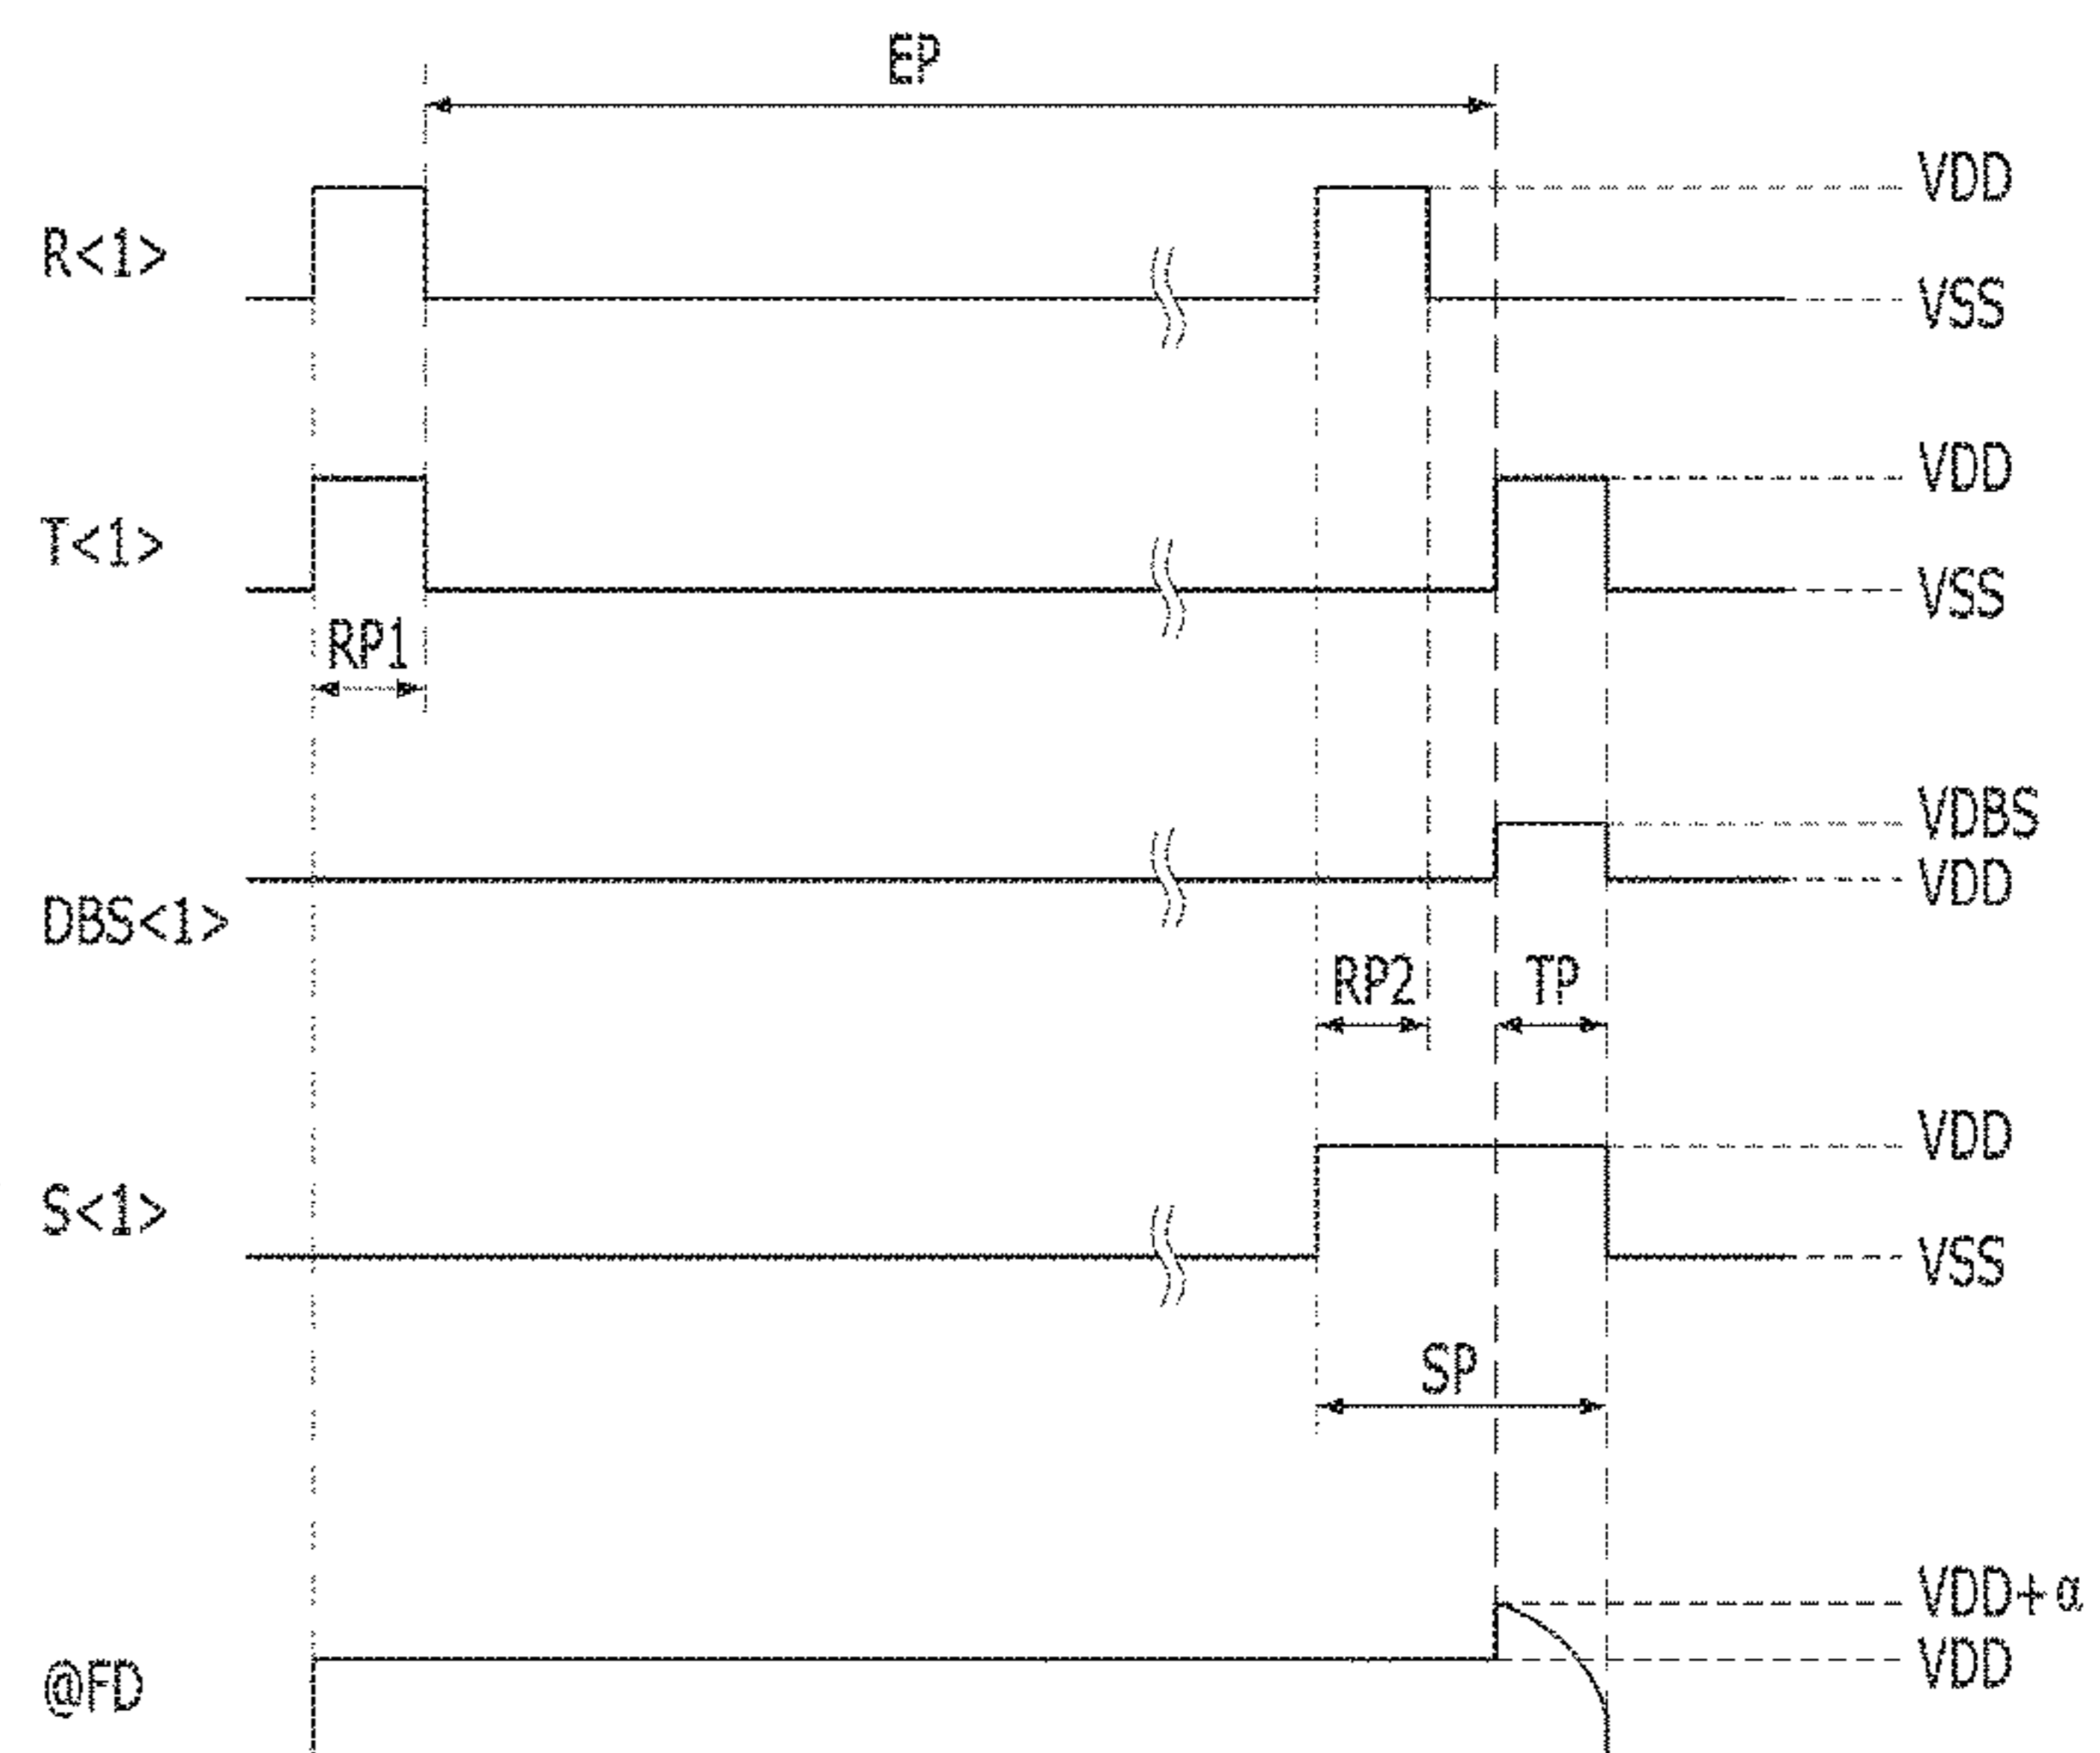 EP
VDD
R<1>
VSS
VDD
T<1>
VSS
RP1
VDBS
VDD
DBS<1>
RP2 TP
VDD
S<1>
VSS
SP
VDD+α
VDD
@FD